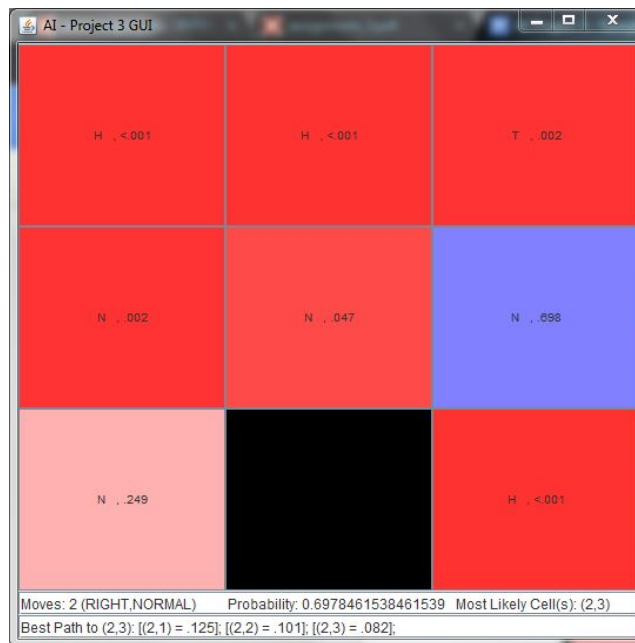 AI - Project 3 GUI
H , <.001
H , <.001
T , .002
N , .002
N , .047
N , .698
N , .249
H , <.001
Moves: 2 (RIGHT,NORMAL) Probability: 0.6978461538461539 Most Likely Cell(s): (2,3)
Best Path to (2,3): [(2,1) = .125]; [(2,2) = .101]; [(2,3) = .082];